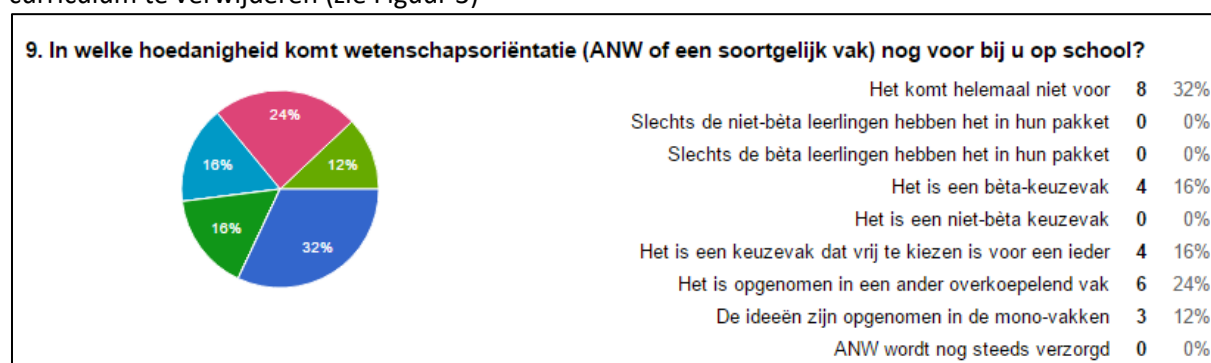 curriculum te verwijderen (zie Figuur 3)
9. In welke hoedanigheid komt wetenschapsoriëntatie (ANW of een soortgelijk vak) nog voor bij u op school?
Het komt helemaal niet voor 8 32%
Slechts de niet-bèta leerlingen hebben het in hun pakket 0 0%
Slechts de bèta leerlingen hebben het in hun pakket 0 0%
Het is een bèta-keuzevak 4 16%
Het is een niet-bèta keuzevak 0 0%
Het is een keuzevak dat vrij te kiezen is voor een ieder 4 16%
Het is opgenomen in een ander overkoepelend vak 6 24%
De ideeën zijn opgenomen in de mono-vakken 3 12%
ANW wordt nog steeds verzorgd 0 0%
24%
16%
12%
16%
32%